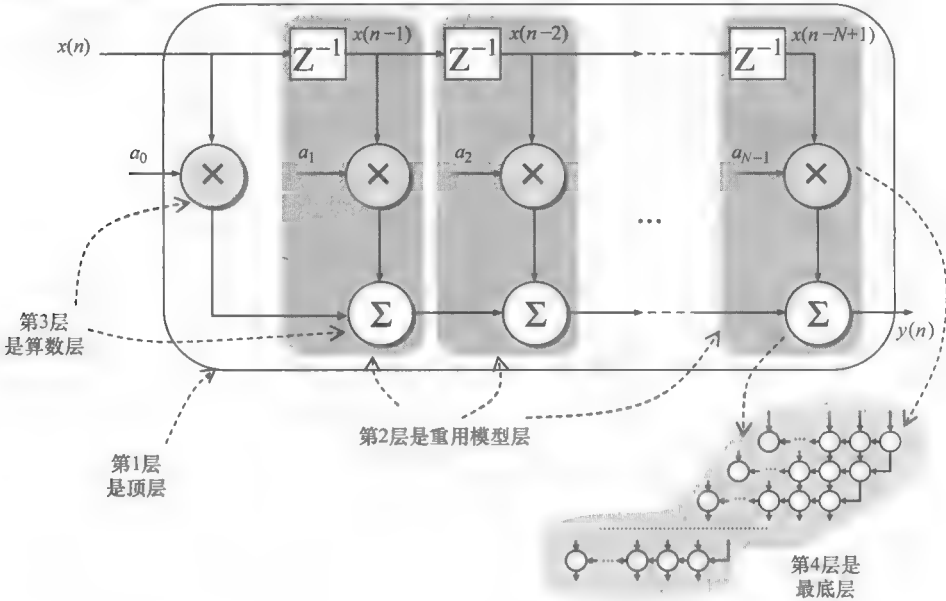 x(n)
Z⁻¹
x(n-1)
Z⁻¹
x(n-2)
Z⁻¹
x(n-N+1)
a₀
×
a₁
×
a₂
×
...
a_{N-1}
×
Σ
Σ
Σ
y(n)
第3层
是算数层
第2层是重用模型层
第1层
是顶层
第4层是
最底层